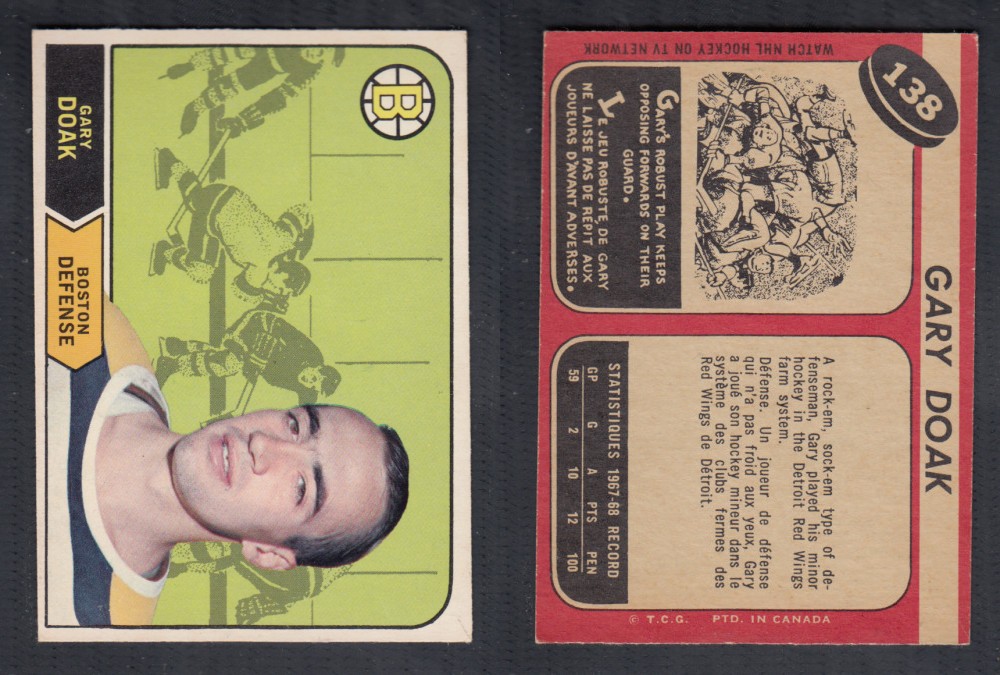 GARY
DOAK
BOSTON
DEFENSE
B
138
GARY DOAK
WATCH NHL HOCKEY ON TV NETWORK
GARY'S ROBUST PLAY KEEPS
OPPOSING FORWARDS ON THEIR
GUARD.
LE JEU ROBUSTE DE GARY
NE LAISSE PAS DE RÉPIT AUX
JOUEURS D'AVANT ADVERSES.
A rock-em, sock-em type of de-
fenseman, Gary played his minor
hockey in the Detroit Red Wings
farm system.
Défense. Un joueur de défense
qui n'a pas froid aux yeux, Gary
a joué son hockey mineur dans le
système des clubs fermes des
Red Wings de Détroit.
STATISTIQUES 1967-68 RECORD
GP G A PTS PEN
59 2 10 12 100
© T.C.G. PTD. IN CANADA